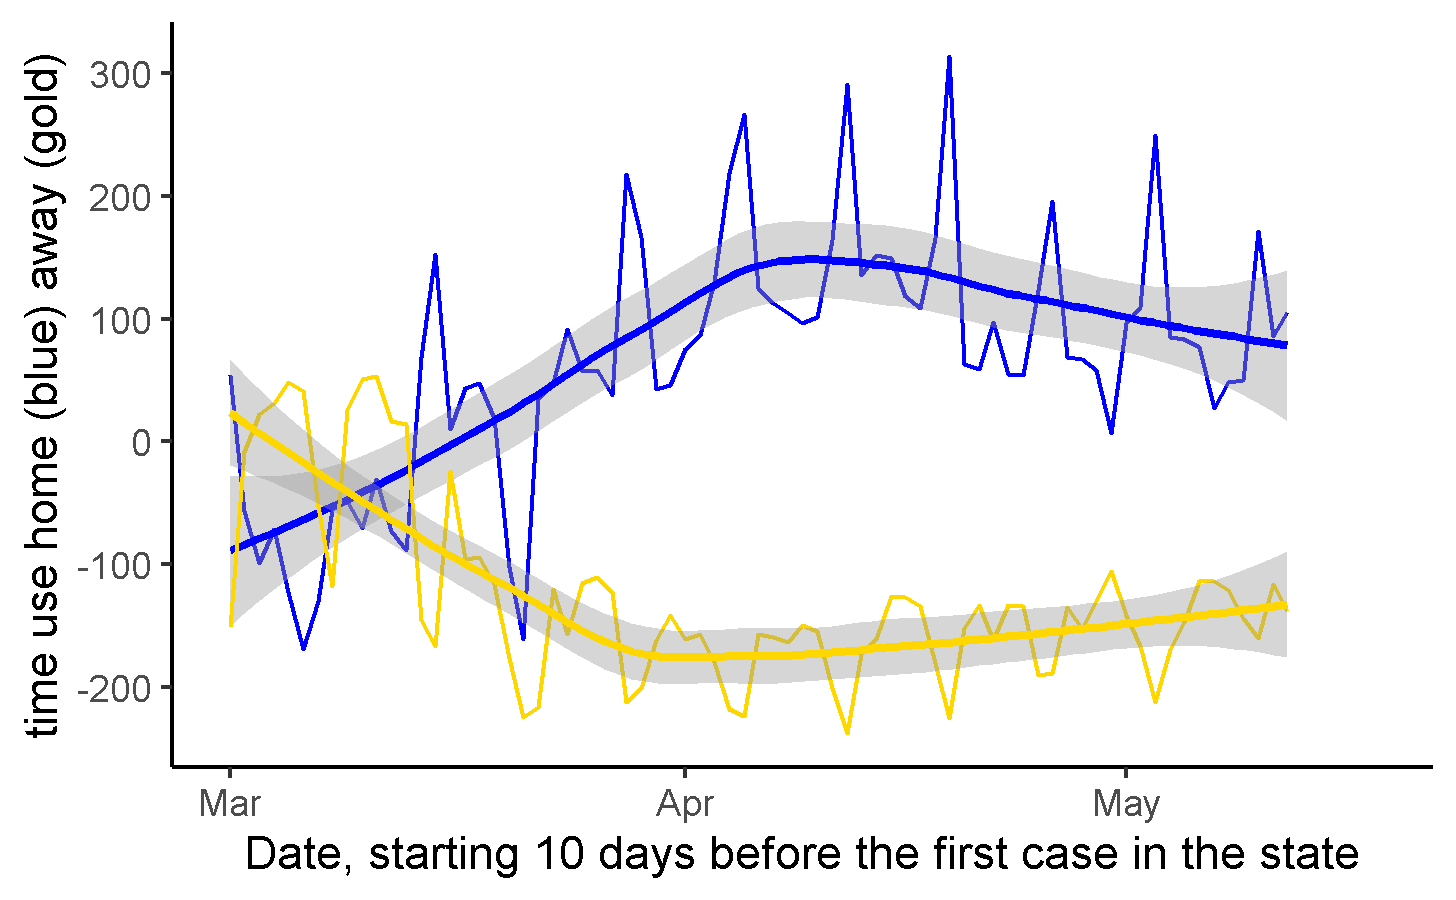 time use home (blue) away (gold)
300
200
100
0
-100
-200
Mar
Apr
May
Date, starting 10 days before the first case in the state